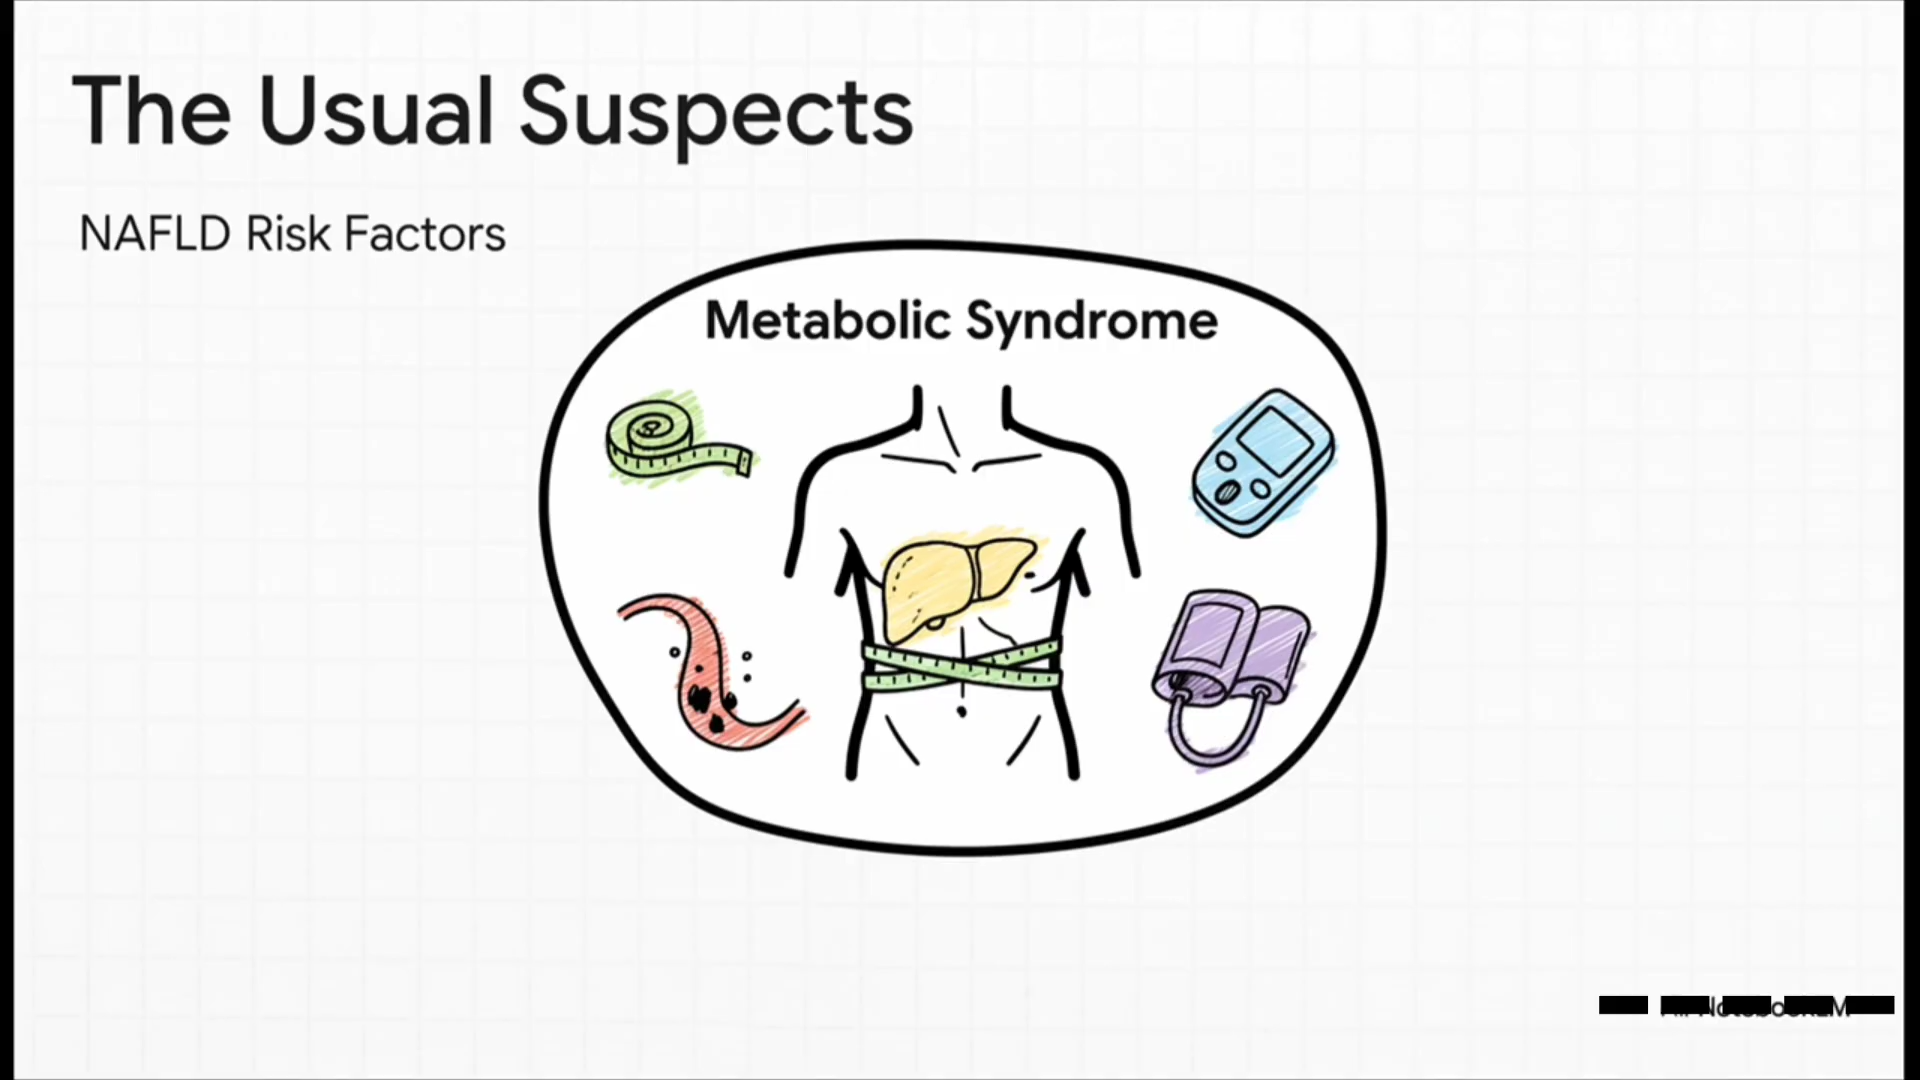 The Usual Suspects
NAFLD Risk Factors
Metabolic Syndrome